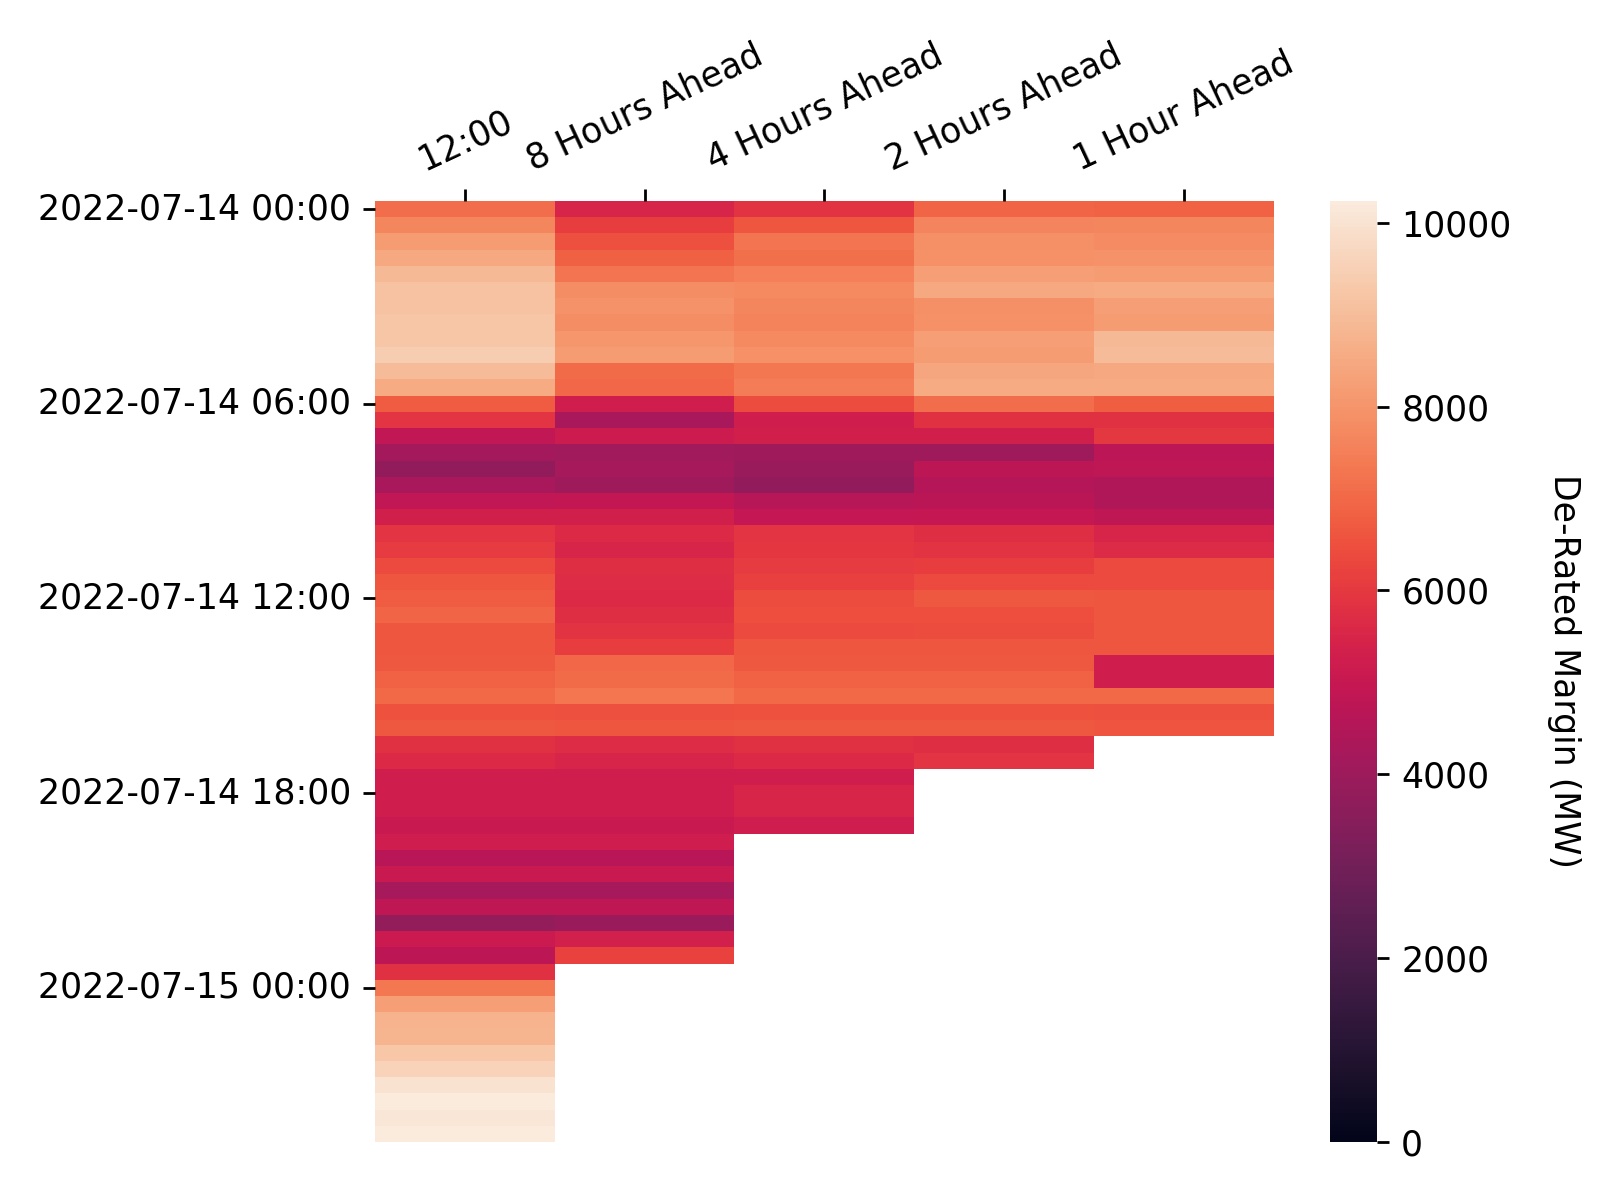 12:00
8 Hours Ahead
4 Hours Ahead
2 Hours Ahead
1 Hour Ahead
2022-07-14 00:00
2022-07-14 06:00
2022-07-14 12:00
2022-07-14 18:00
2022-07-15 00:00
10000
8000
6000
4000
2000
0
De-Rated Margin (MW)